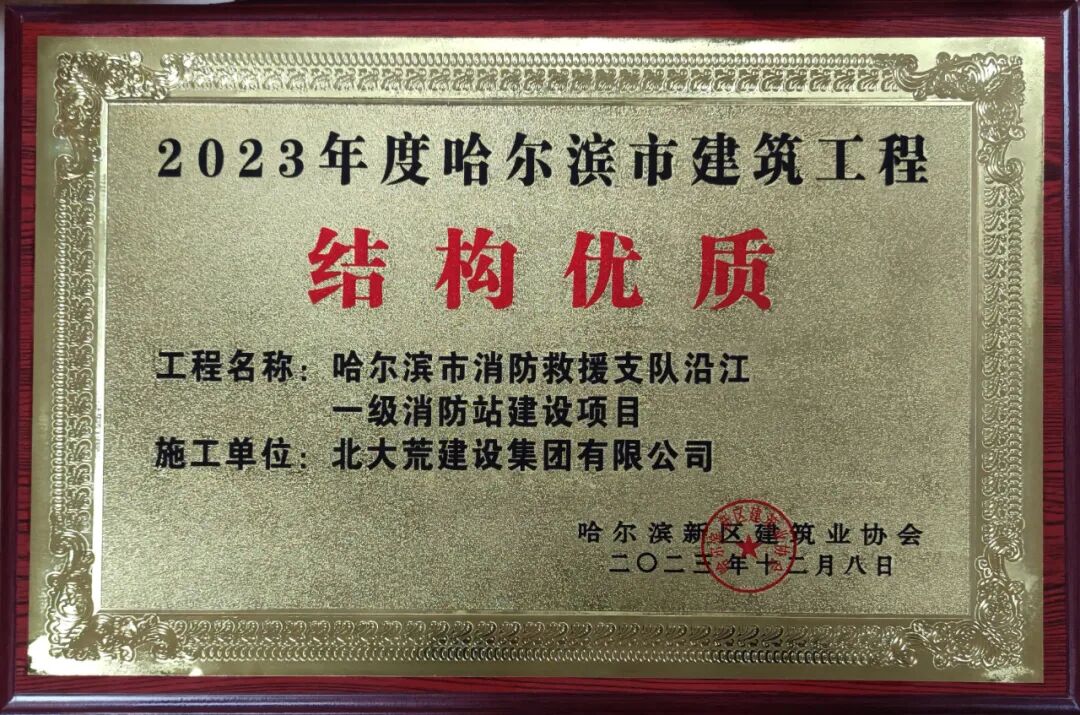 2023年度哈尔滨市建筑工程
结构优质
工程名称：哈尔滨市消防救援支队沿江
一级消防站建设项目
施工单位：北大荒建设集团有限公司
哈尔滨新区建筑业协会
二〇二三年十二月八日